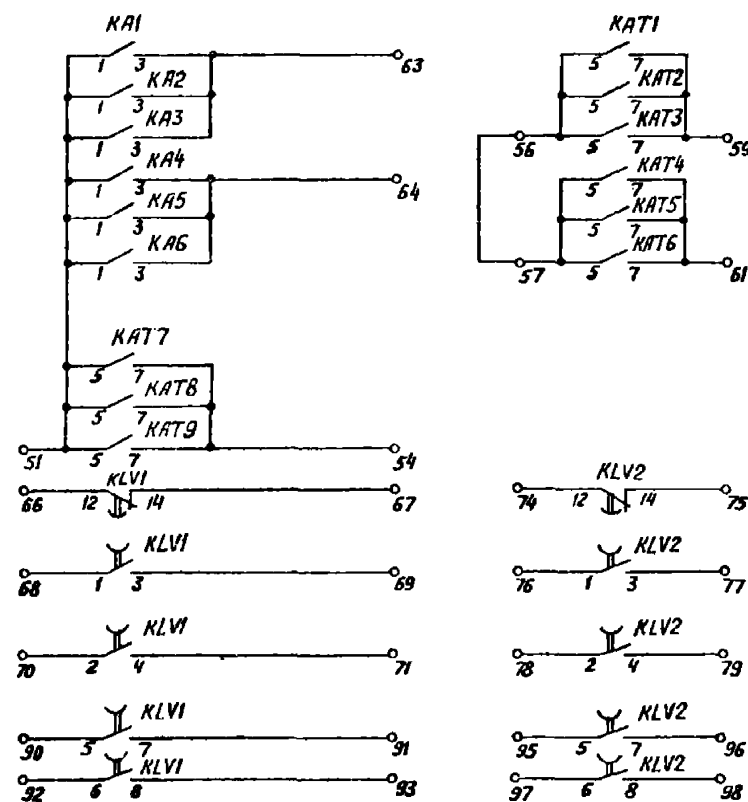 KA1
1 3 63
KA2
1 3
KA3
1 3
KA4
1 3 64
KA5
1 3
KA6
1 3
KAT7
5 7
KAT8
5 7
KAT9
51 5 7 54
KLV1
66 12 14 67
KLV1
68 1 3 69
KLV1
70 2 4 71
KLV1
90 5 7 91
KLV1
92 6 8 93
KAT1
5 7
KAT2
5 7
KAT3
56 5 7 59
KAT4
5 7
KAT5
5 7
KAT6
57 5 7 61
KLV2
74 12 14 75
KLV2
76 1 3 77
KLV2
78 2 4 79
KLV2
95 5 7 96
KLV2
97 6 8 98